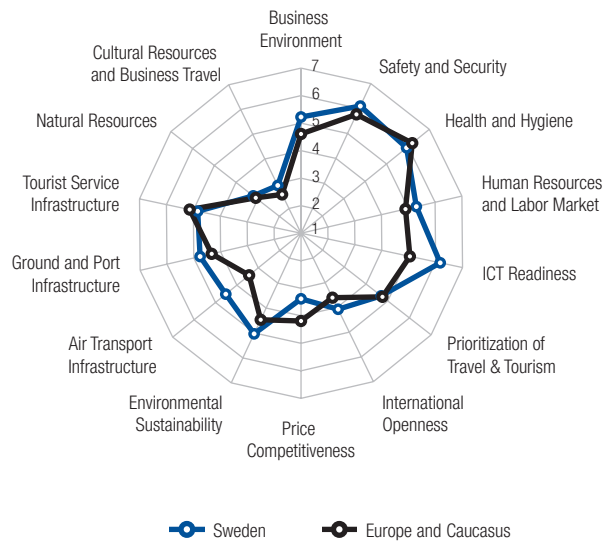 Business
Environment
Cultural Resources
and Business Travel
Safety and Security
Natural Resources
Health and Hygiene
Tourist Service
Infrastructure
Human Resources
and Labor Market
Ground and Port
Infrastructure
ICT Readiness
Air Transport
Infrastructure
Prioritization of
Travel & Tourism
Environmental
Sustainability
International
Openness
Price
Competitiveness
7
6
5
4
3
2
1
Sweden
Europe and Caucasus